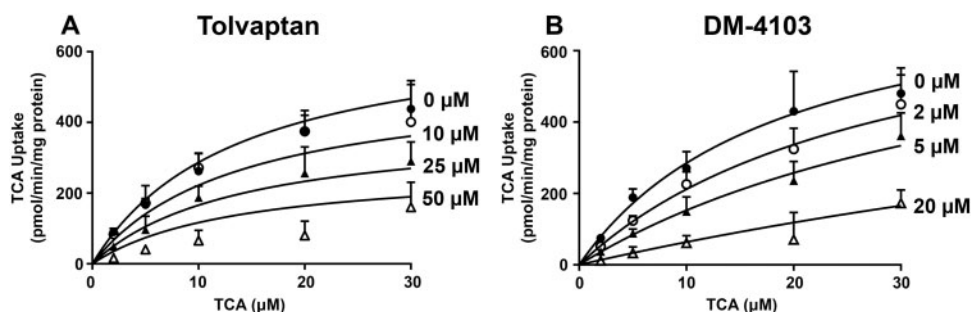 A Tolvaptan
TCA Uptake
(pmol/min/mg protein)
600
400
200
0
0 µM
10 µM
25 µM
50 µM
0 10 20 30
TCA (µM)
B DM-4103
TCA Uptake
(pmol/min/mg protein)
600
400
200
0
0 µM
2 µM
5 µM
20 µM
0 10 20 30
TCA (µM)